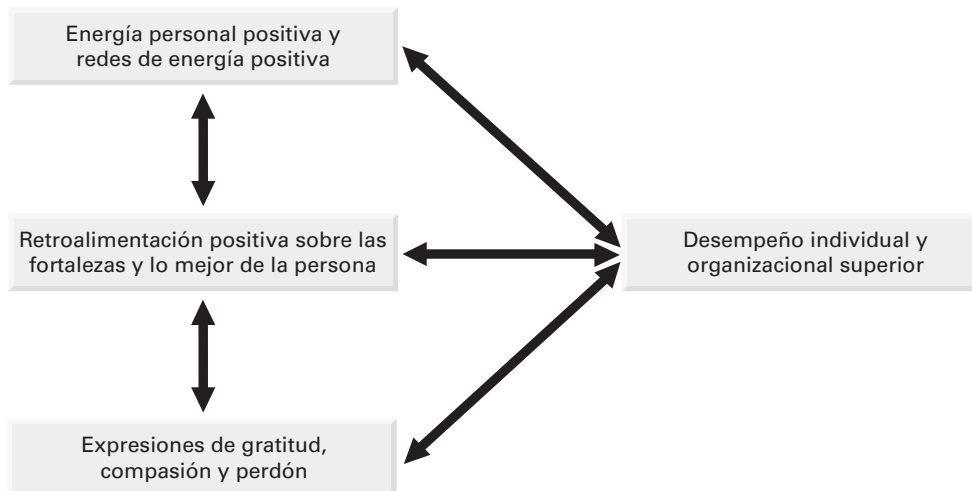 Energía personal positiva y
redes de energía positiva
Retroalimentación positiva sobre las
fortalezas y lo mejor de la persona
Desempeño individual y
organizacional superior
Expresiones de gratitud,
compasión y perdón